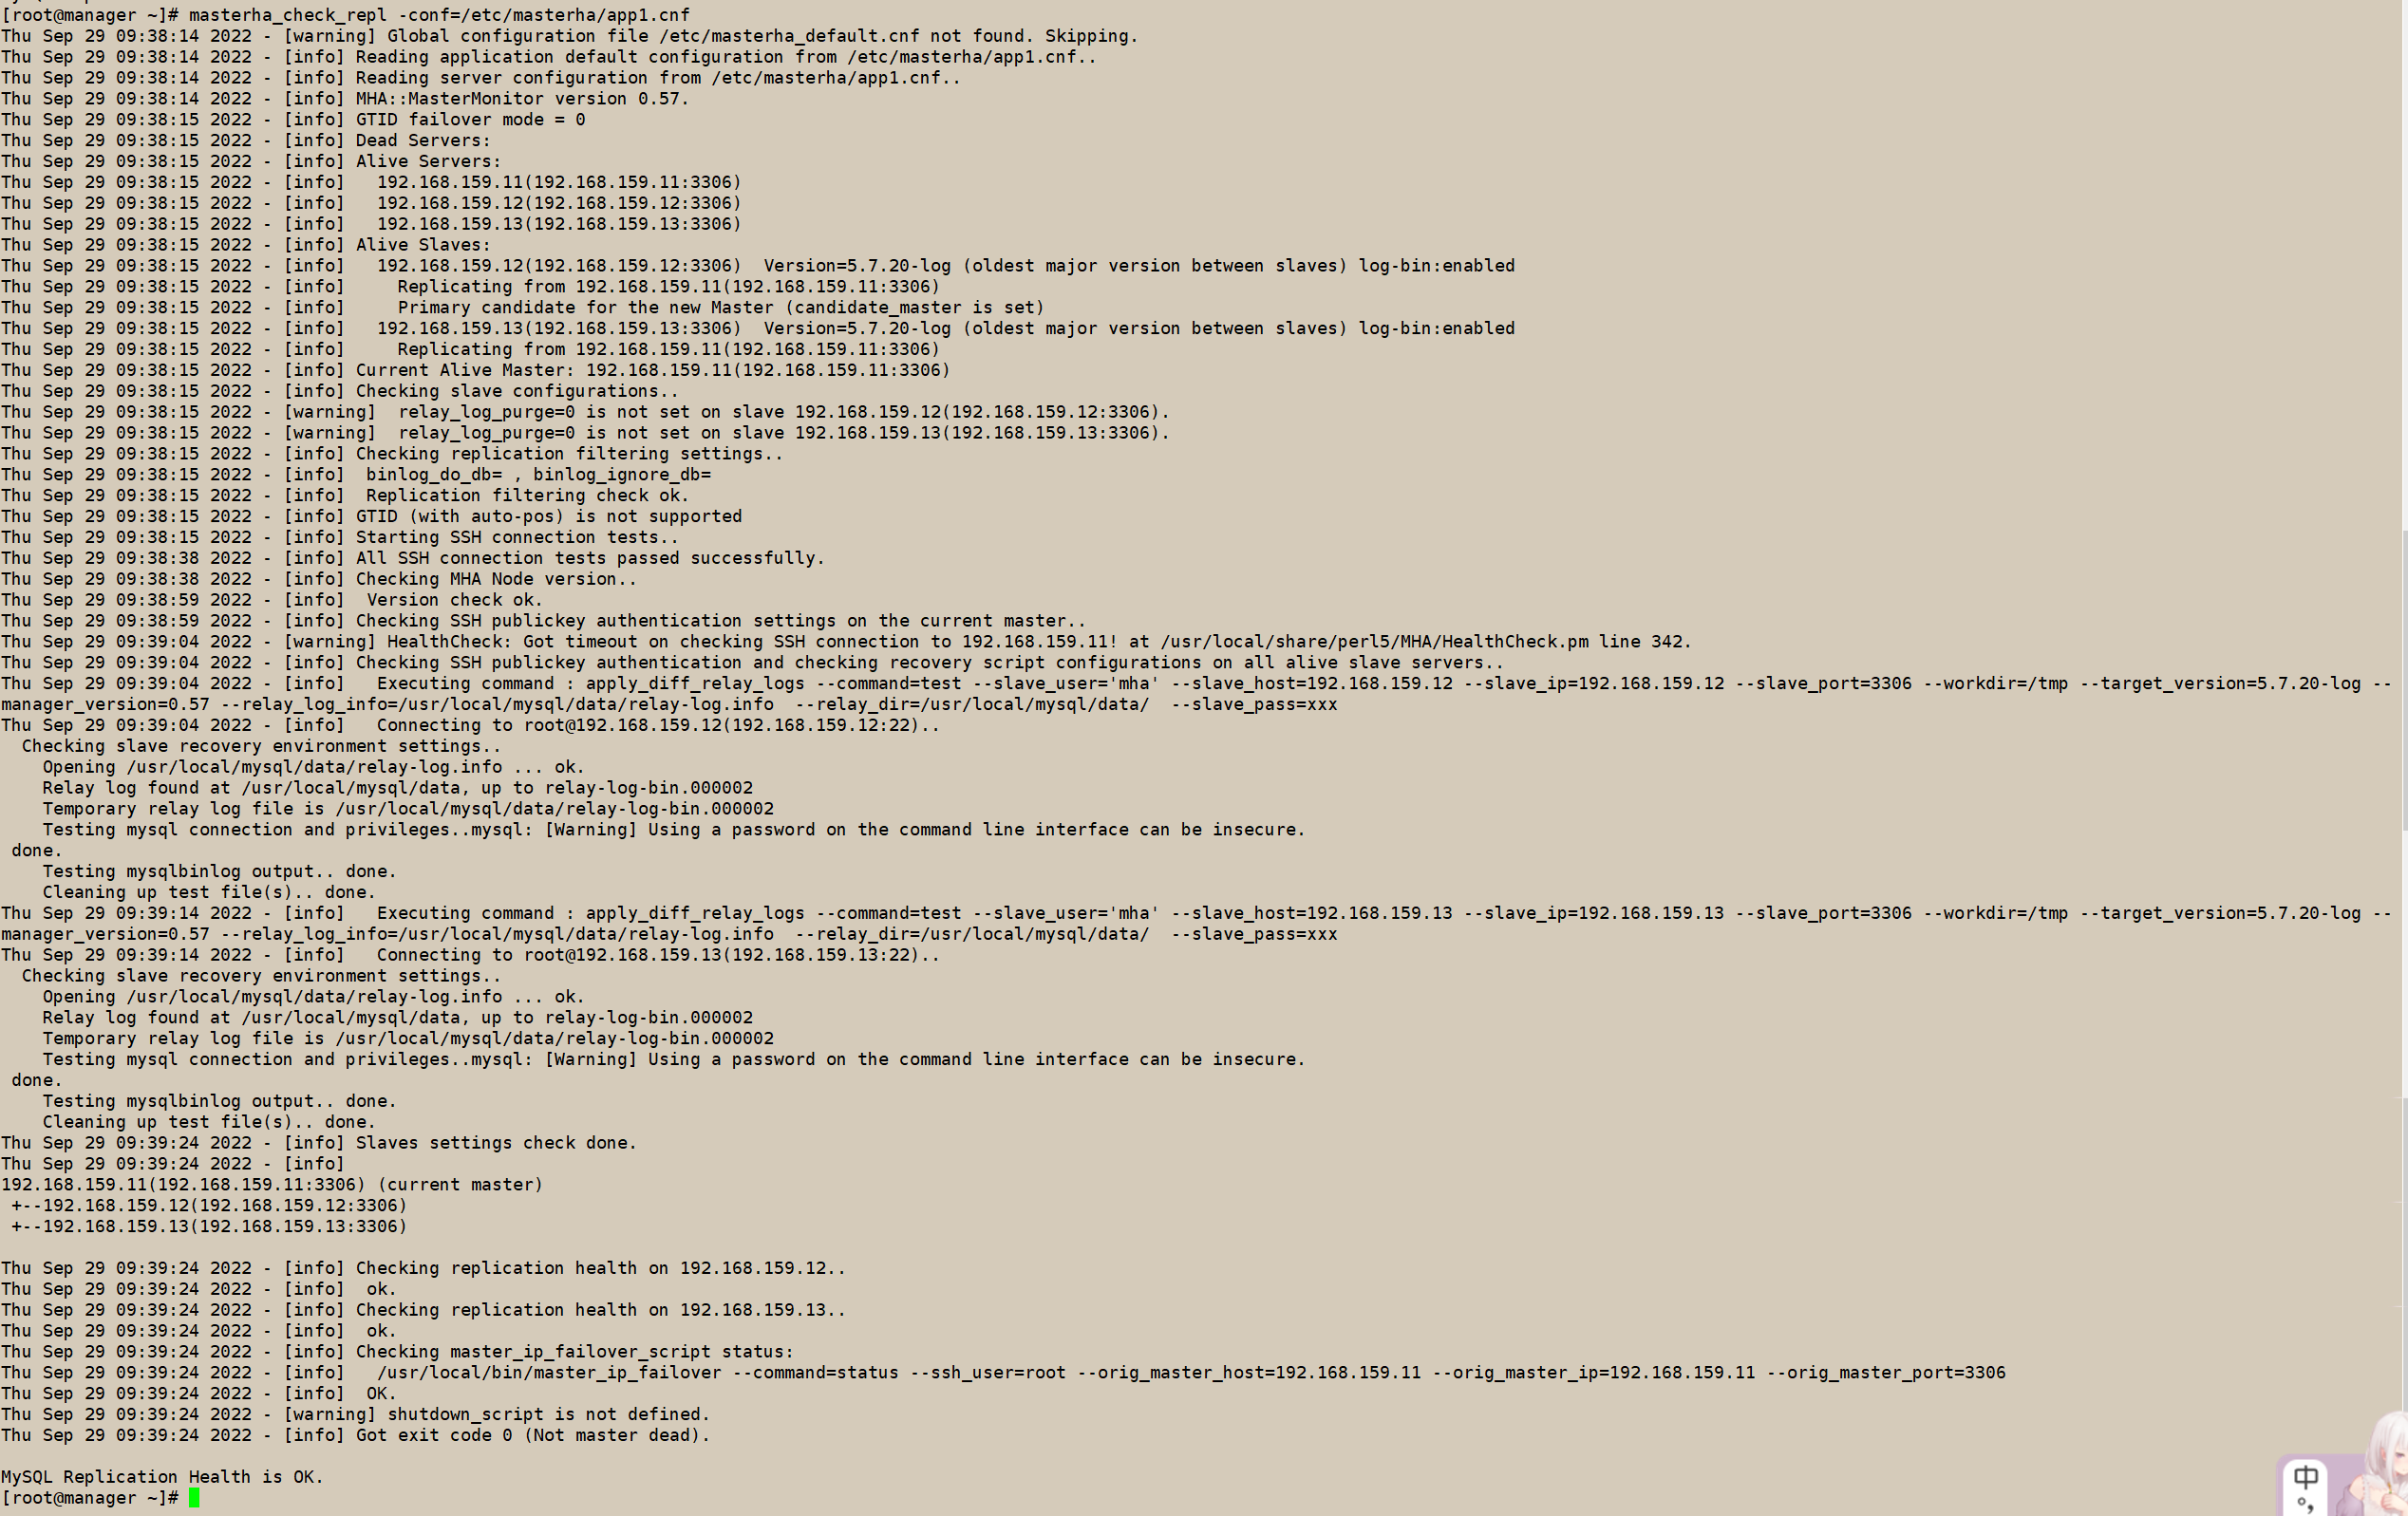 [root@manager ~]# masterha_check_repl -conf=/etc/masterha/app1.cnf
Thu Sep 29 09:38:14 2022 - [warning] Global configuration file /etc/masterha_default.cnf not found. Skipping.
Thu Sep 29 09:38:14 2022 - [info] Reading application default configuration from /etc/masterha/app1.cnf..
Thu Sep 29 09:38:14 2022 - [info] Reading server configuration from /etc/masterha/app1.cnf..
Thu Sep 29 09:38:14 2022 - [info] MHA::MasterMonitor version 0.57.
Thu Sep 29 09:38:15 2022 - [info] GTID failover mode = 0
Thu Sep 29 09:38:15 2022 - [info] Dead Servers:
Thu Sep 29 09:38:15 2022 - [info] Alive Servers:
Thu Sep 29 09:38:15 2022 - [info]   192.168.159.11(192.168.159.11:3306)
Thu Sep 29 09:38:15 2022 - [info]   192.168.159.12(192.168.159.12:3306)
Thu Sep 29 09:38:15 2022 - [info]   192.168.159.13(192.168.159.13:3306)
Thu Sep 29 09:38:15 2022 - [info] Alive Slaves:
Thu Sep 29 09:38:15 2022 - [info]   192.168.159.12(192.168.159.12:3306)  Version=5.7.20-log (oldest major version between slaves) log-bin:enabled
Thu Sep 29 09:38:15 2022 - [info]     Replicating from 192.168.159.11(192.168.159.11:3306)
Thu Sep 29 09:38:15 2022 - [info]     Primary candidate for the new Master (candidate_master is set)
Thu Sep 29 09:38:15 2022 - [info]   192.168.159.13(192.168.159.13:3306)  Version=5.7.20-log (oldest major version between slaves) log-bin:enabled
Thu Sep 29 09:38:15 2022 - [info]     Replicating from 192.168.159.11(192.168.159.11:3306)
Thu Sep 29 09:38:15 2022 - [info] Current Alive Master: 192.168.159.11(192.168.159.11:3306)
Thu Sep 29 09:38:15 2022 - [info] Checking slave configurations..
Thu Sep 29 09:38:15 2022 - [warning]  relay_log_purge=0 is not set on slave 192.168.159.12(192.168.159.12:3306).
Thu Sep 29 09:38:15 2022 - [warning]  relay_log_purge=0 is not set on slave 192.168.159.13(192.168.159.13:3306).
Thu Sep 29 09:38:15 2022 - [info] Checking replication filtering settings..
Thu Sep 29 09:38:15 2022 - [info]  binlog_do_db= , binlog_ignore_db=
Thu Sep 29 09:38:15 2022 - [info]  Replication filtering check ok.
Thu Sep 29 09:38:15 2022 - [info] GTID (with auto-pos) is not supported
Thu Sep 29 09:38:15 2022 - [info] Starting SSH connection tests..
Thu Sep 29 09:38:38 2022 - [info] All SSH connection tests passed successfully.
Thu Sep 29 09:38:38 2022 - [info] Checking MHA Node version..
Thu Sep 29 09:38:59 2022 - [info]  Version check ok.
Thu Sep 29 09:38:59 2022 - [info] Checking SSH publickey authentication settings on the current master..
Thu Sep 29 09:39:04 2022 - [warning] HealthCheck: Got timeout on checking SSH connection to 192.168.159.11! at /usr/local/share/perl5/MHA/HealthCheck.pm line 342.
Thu Sep 29 09:39:04 2022 - [info] Checking SSH publickey authentication and checking recovery script configurations on all alive slave servers..
Thu Sep 29 09:39:04 2022 - [info]   Executing command : apply_diff_relay_logs --command=test --slave_user='mha' --slave_host=192.168.159.12 --slave_ip=192.168.159.12 --slave_port=3306 --workdir=/tmp --target_version=5.7.20-log --
manager_version=0.57 --relay_log_info=/usr/local/mysql/data/relay-log.info  --relay_dir=/usr/local/mysql/data/  --slave_pass=xxx
Thu Sep 29 09:39:04 2022 - [info]   Connecting to root@192.168.159.12(192.168.159.12:22)..
  Checking slave recovery environment settings..
    Opening /usr/local/mysql/data/relay-log.info ... ok.
    Relay log found at /usr/local/mysql/data, up to relay-log-bin.000002
    Temporary relay log file is /usr/local/mysql/data/relay-log-bin.000002
    Testing mysql connection and privileges..mysql: [Warning] Using a password on the command line interface can be insecure.
 done.
    Testing mysqlbinlog output.. done.
    Cleaning up test file(s).. done.
Thu Sep 29 09:39:14 2022 - [info]   Executing command : apply_diff_relay_logs --command=test --slave_user='mha' --slave_host=192.168.159.13 --slave_ip=192.168.159.13 --slave_port=3306 --workdir=/tmp --target_version=5.7.20-log --
manager_version=0.57 --relay_log_info=/usr/local/mysql/data/relay-log.info  --relay_dir=/usr/local/mysql/data/  --slave_pass=xxx
Thu Sep 29 09:39:14 2022 - [info]   Connecting to root@192.168.159.13(192.168.159.13:22)..
  Checking slave recovery environment settings..
    Opening /usr/local/mysql/data/relay-log.info ... ok.
    Relay log found at /usr/local/mysql/data, up to relay-log-bin.000002
    Temporary relay log file is /usr/local/mysql/data/relay-log-bin.000002
    Testing mysql connection and privileges..mysql: [Warning] Using a password on the command line interface can be insecure.
 done.
    Testing mysqlbinlog output.. done.
    Cleaning up test file(s).. done.
Thu Sep 29 09:39:24 2022 - [info] Slaves settings check done.
Thu Sep 29 09:39:24 2022 - [info]
192.168.159.11(192.168.159.11:3306) (current master)
 +--192.168.159.12(192.168.159.12:3306)
 +--192.168.159.13(192.168.159.13:3306)

Thu Sep 29 09:39:24 2022 - [info] Checking replication health on 192.168.159.12..
Thu Sep 29 09:39:24 2022 - [info]  ok.
Thu Sep 29 09:39:24 2022 - [info] Checking replication health on 192.168.159.13..
Thu Sep 29 09:39:24 2022 - [info]  ok.
Thu Sep 29 09:39:24 2022 - [info] Checking master_ip_failover_script status:
Thu Sep 29 09:39:24 2022 - [info]   /usr/local/bin/master_ip_failover --command=status --ssh_user=root --orig_master_host=192.168.159.11 --orig_master_ip=192.168.159.11 --orig_master_port=3306
Thu Sep 29 09:39:24 2022 - [info]  OK.
Thu Sep 29 09:39:24 2022 - [warning] shutdown_script is not defined.
Thu Sep 29 09:39:24 2022 - [info] Got exit code 0 (Not master dead).

MySQL Replication Health is OK.
[root@manager ~]#
中
°,